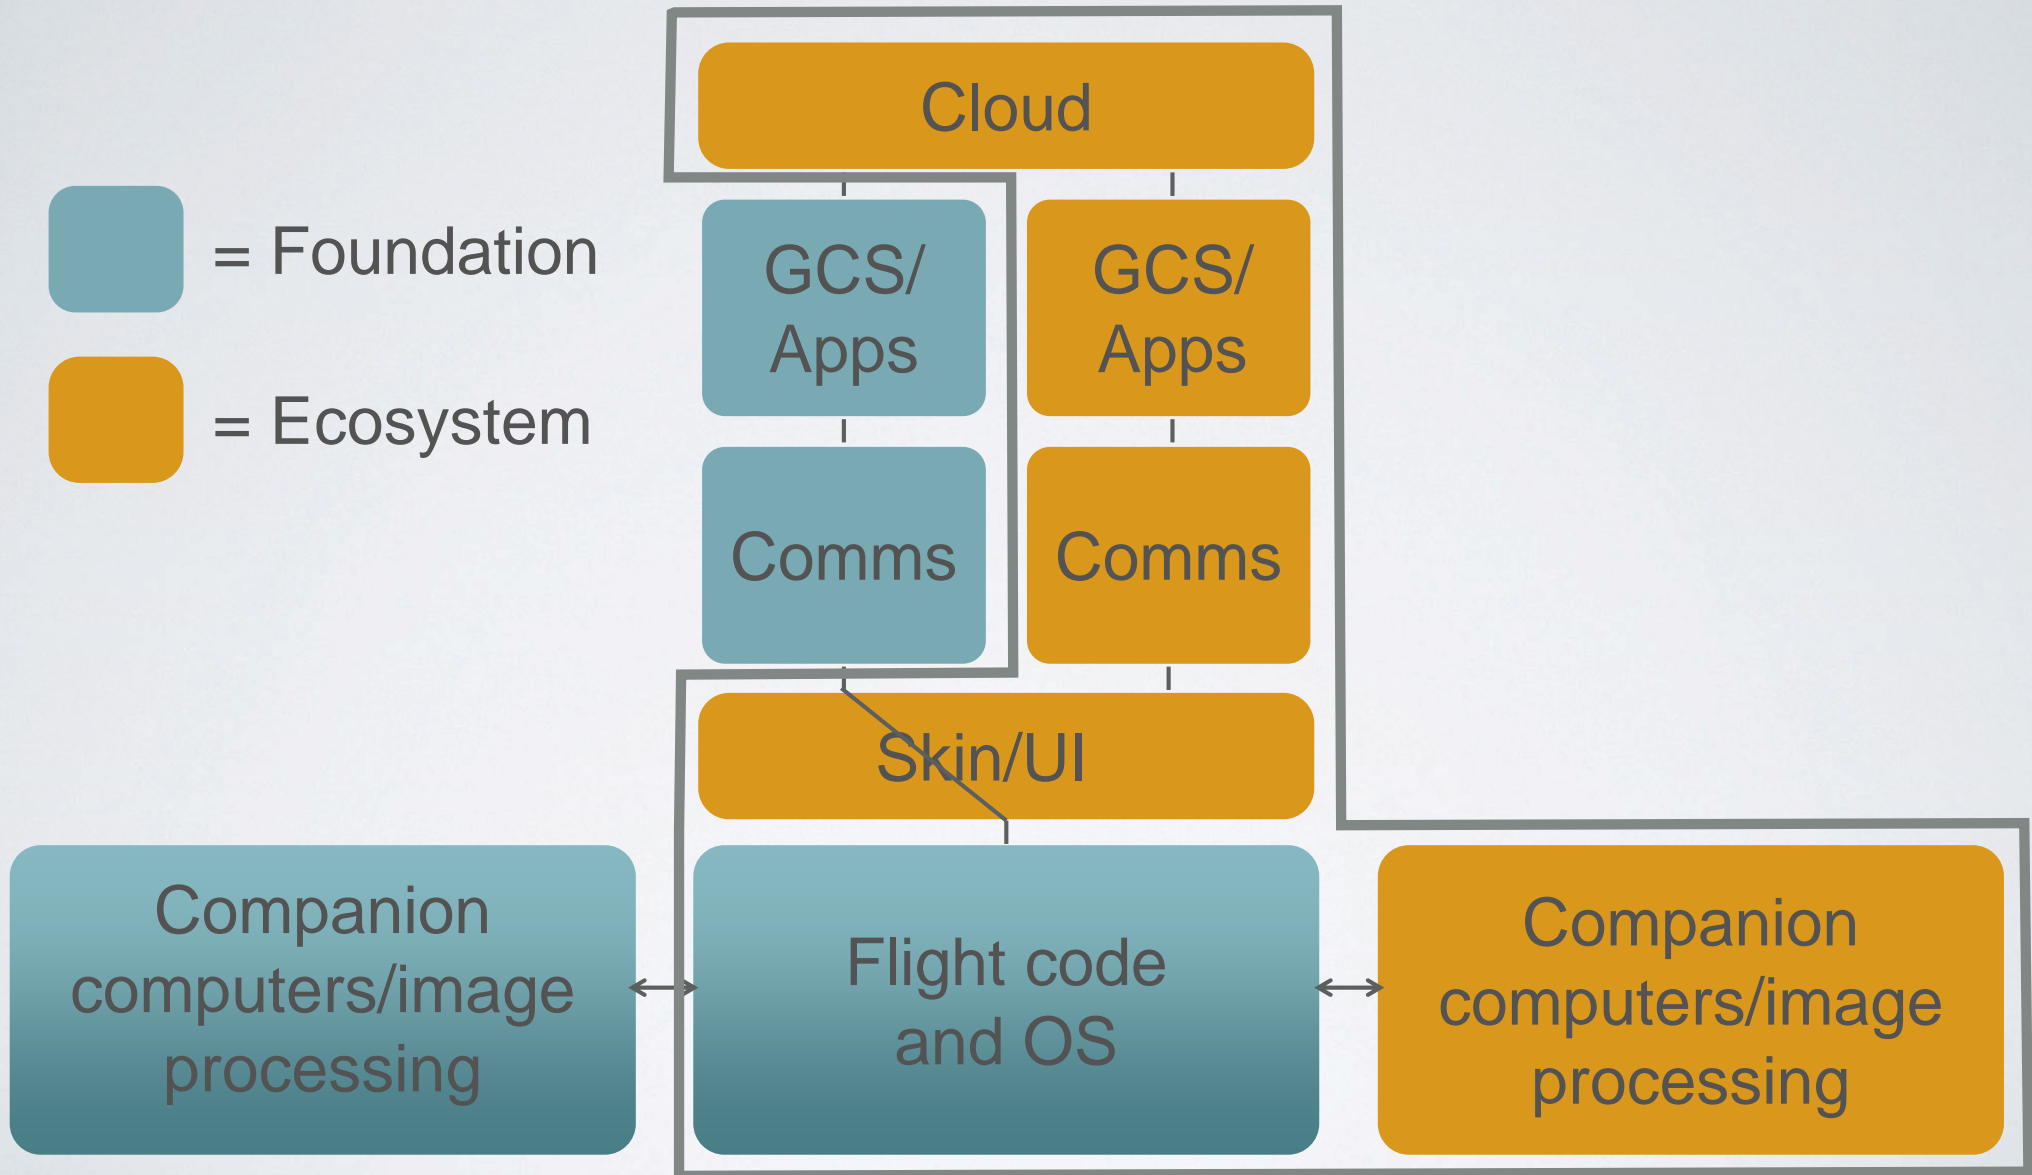 Cloud
= Foundation
= Ecosystem
GCS/
Apps
GCS/
Apps
Comms
Comms
Skin/UI
Companion
computers/image
processing
Flight code
and OS
Companion
computers/image
processing